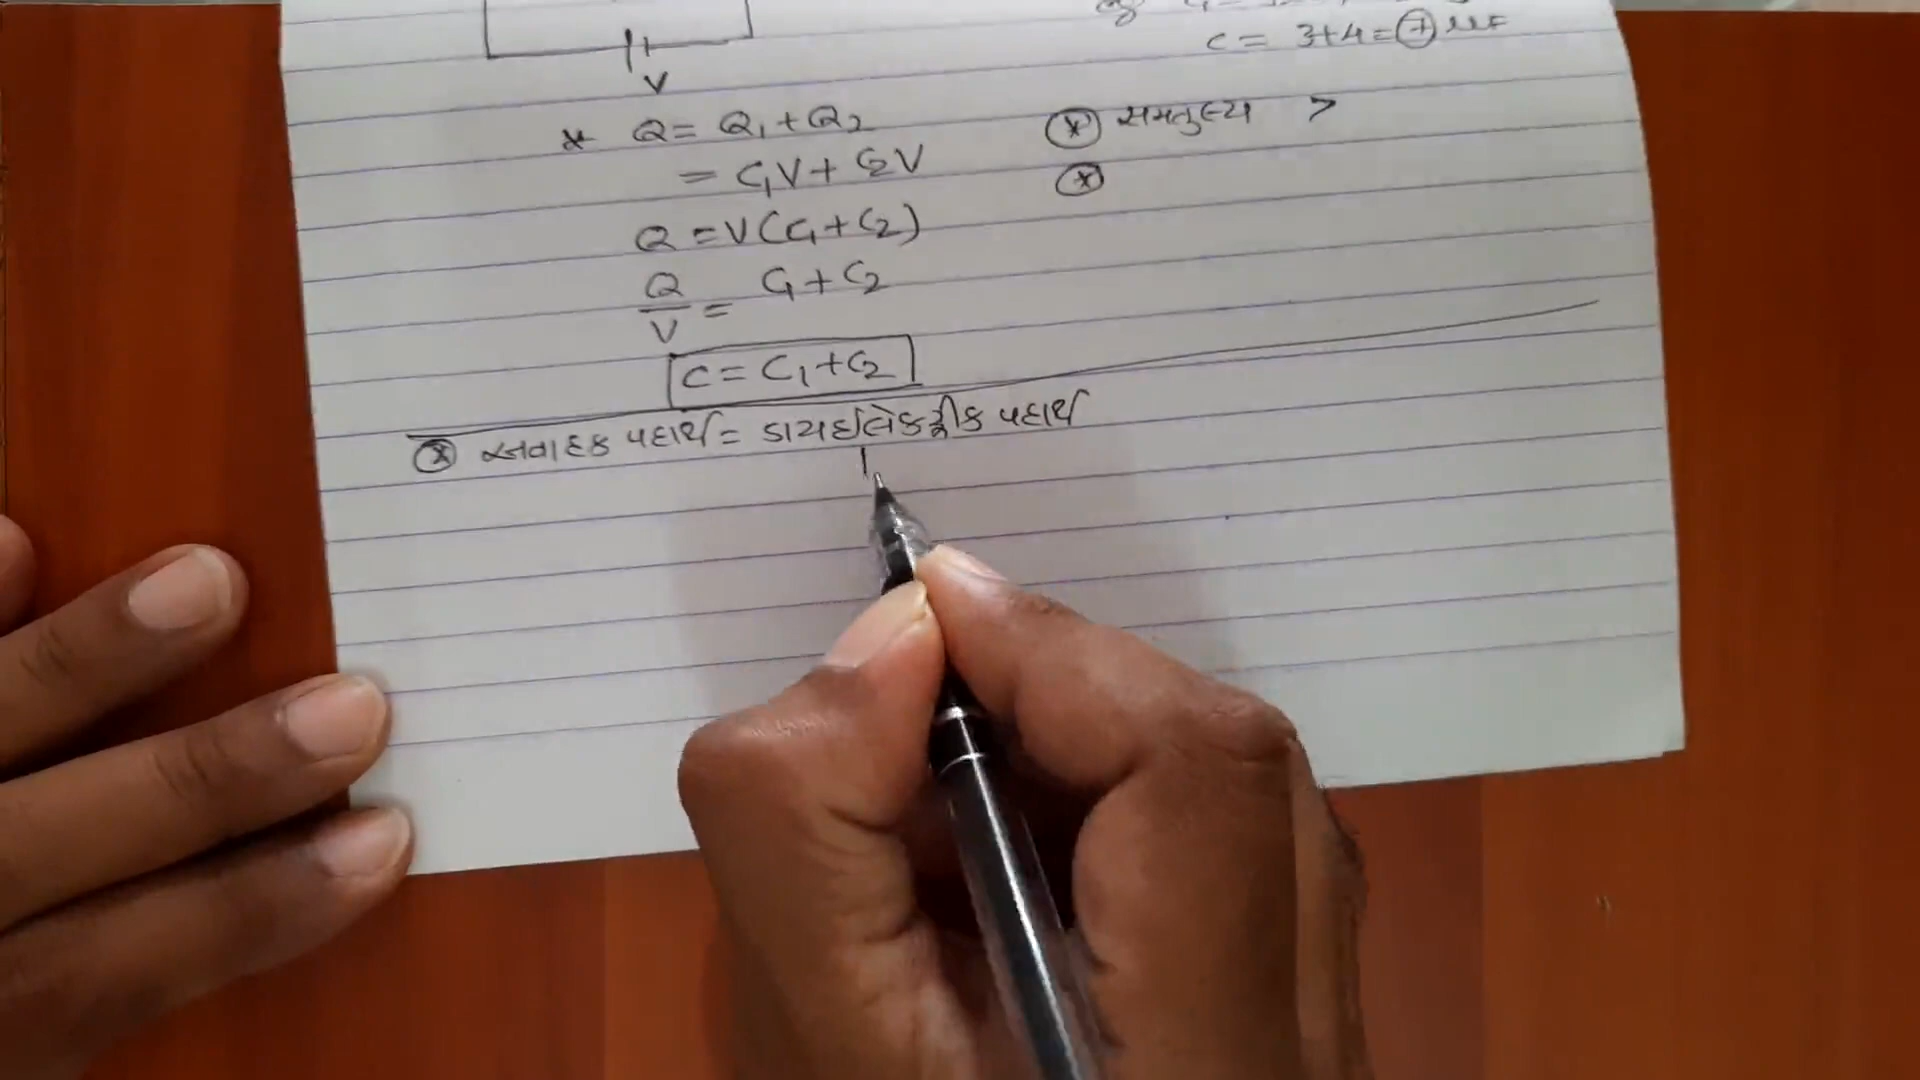 V
c = 3+4 = 7 μF
* Q = Q₁ + Q₂
= C₁V + C₂V
Q = V(C₁ + C₂)
Q/V = C₁ + C₂
C = C₁ + C₂
* સમતુલ્ય >
*
* અવાહક પદાર્થ = ડાયઇલેક્ટ્રીક પદાર્થ